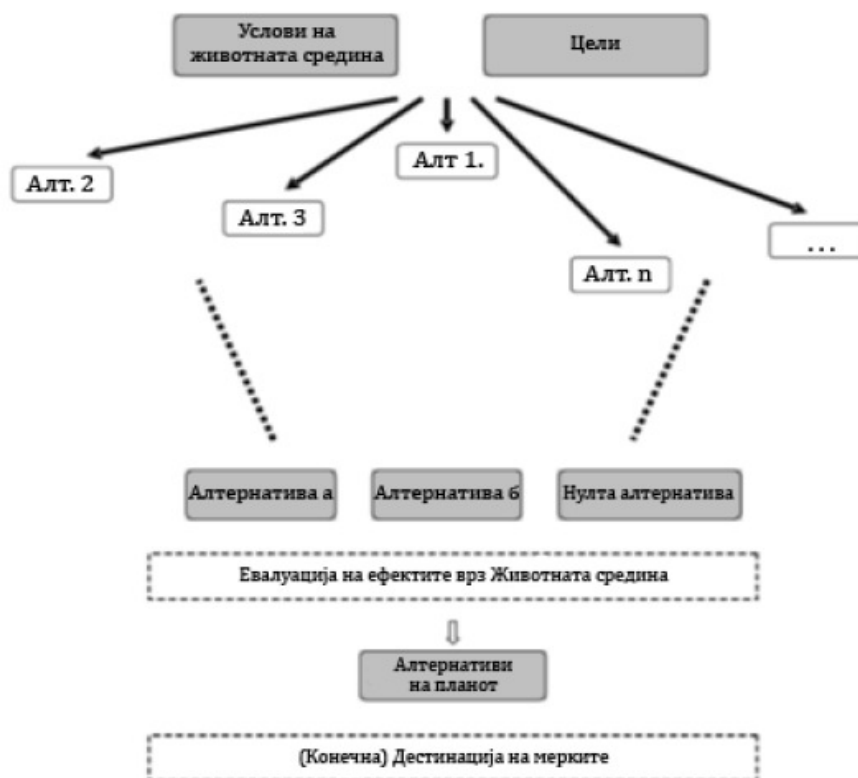 Услови на
животната средина
Цели
Алт 1.
Алт. 2
Алт. 3
...
Алт. n
Алтернатива а
Алтернатива б
Нулта алтернатива
Евалуација на ефектите врз Животната средина
Алтернативи
на планот
(Конечна) Дестинација на мерките